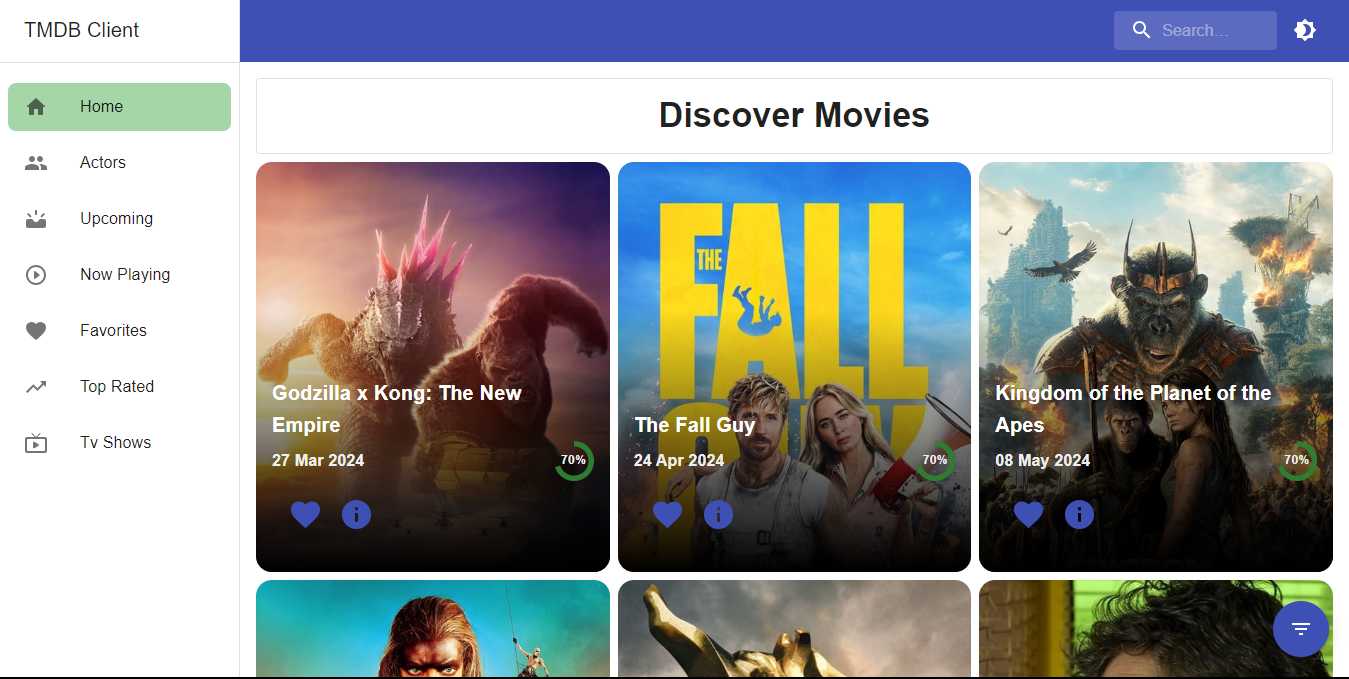 TMDB Client
Search…
Home
Actors
Upcoming
Now Playing
Favorites
Top Rated
Tv Shows
Discover Movies
Godzilla x Kong: The New
Empire
27 Mar 2024
70%
THE
FALL
GUY
The Fall Guy
24 Apr 2024
70%
Kingdom of the Planet of the
Apes
08 May 2024
70%